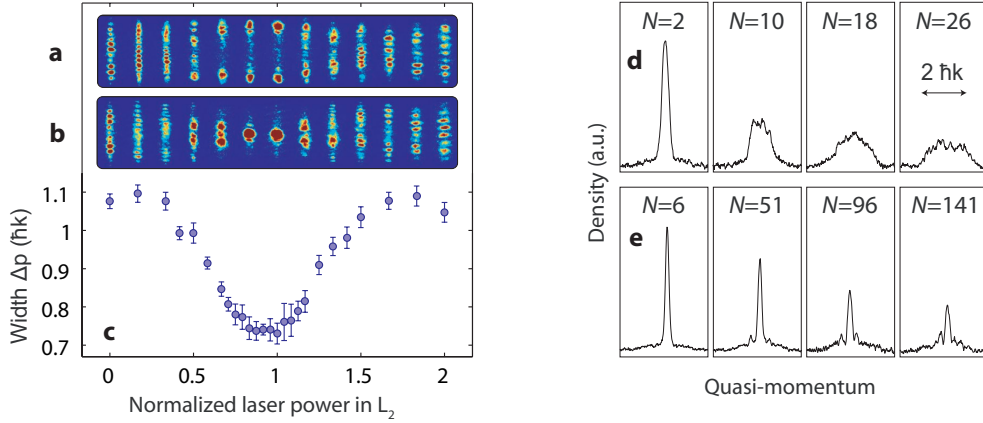 a
b
c
Width Δp (ħk)
1.1
1
0.9
0.8
0.7
0
0.5
1
1.5
2
Normalized laser power in L₂
d
N=2
N=10
N=18
N=26
2 ħk
e
N=6
N=51
N=96
N=141
Density (a.u.)
Quasi-momentum